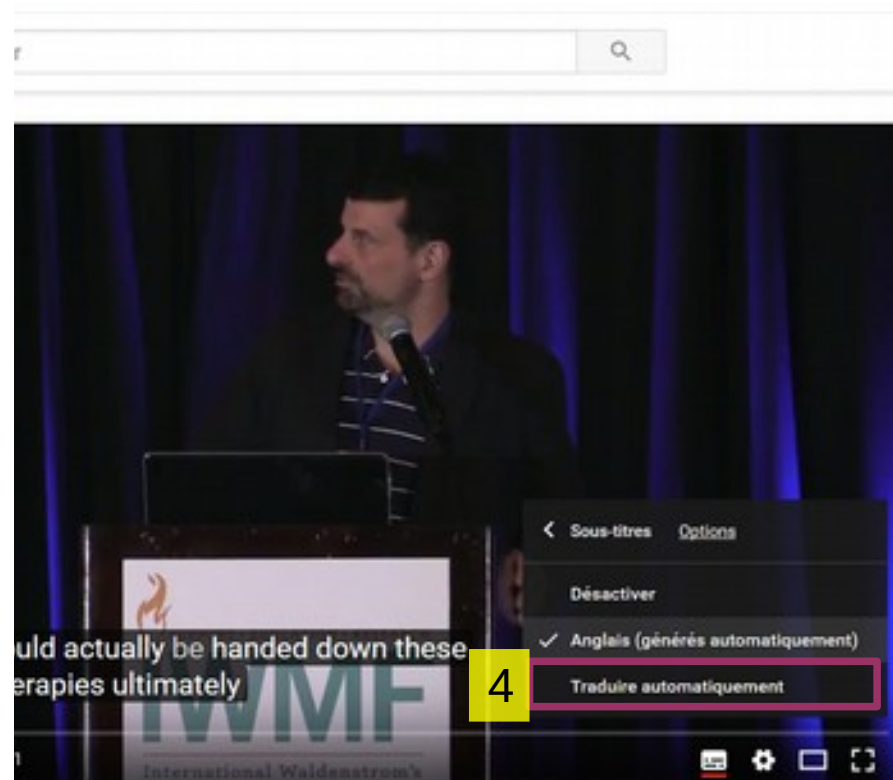 r
Sous-titres Options
Désactiver
Anglais (générés automatiquement)
uld actually be handed down these
erapies ultimately
4 Traduire automatiquement
IWMF
International Waldenstrom's
1